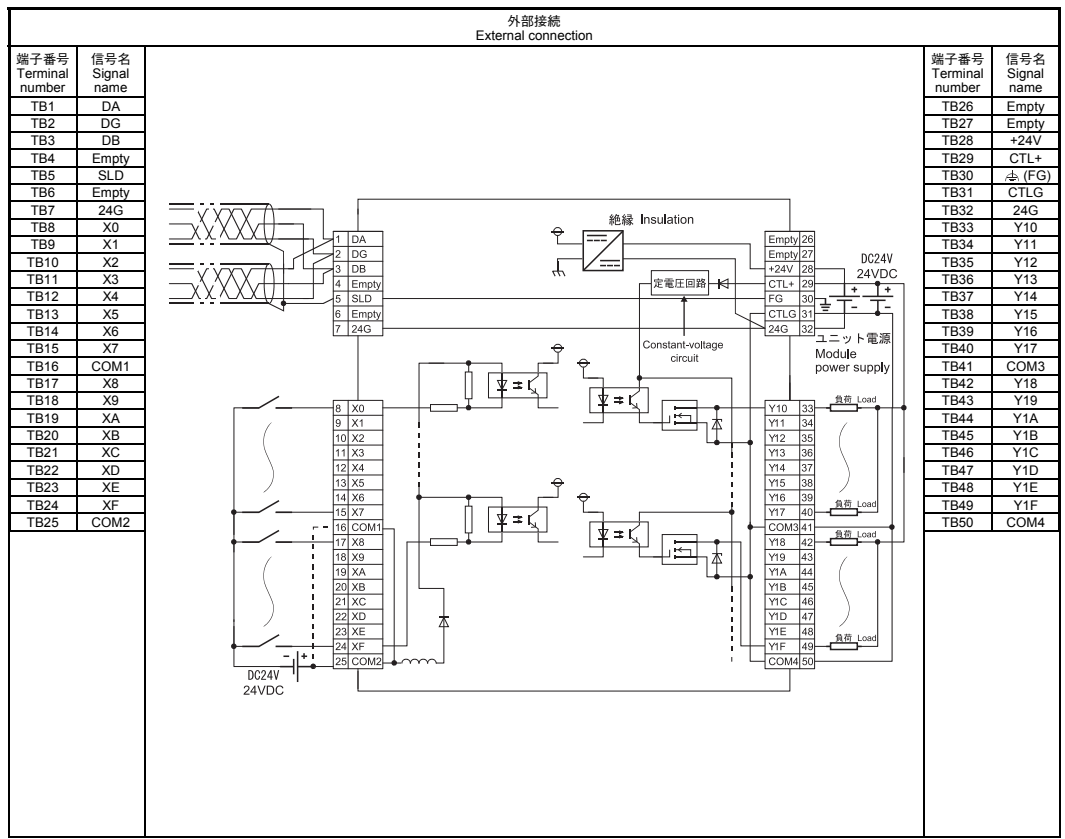 外部接続
External connection
端子番号 Terminal number
信号名 Signal name
TB1 DA
TB2 DG
TB3 DB
TB4 Empty
TB5 SLD
TB6 Empty
TB7 24G
TB8 X0
TB9 X1
TB10 X2
TB11 X3
TB12 X4
TB13 X5
TB14 X6
TB15 X7
TB16 COM1
TB17 X8
TB18 X9
TB19 XA
TB20 XB
TB21 XC
TB22 XD
TB23 XE
TB24 XF
TB25 COM2
絶縁 Insulation
定電圧回路
Constant-voltage
circuit
1 DA
2 DG
3 DB
4 Empty
5 SLD
6 Empty
7 24G
8 X0
9 X1
10 X2
11 X3
12 X4
13 X5
14 X6
15 X7
16 COM1
17 X8
18 X9
19 XA
20 XB
21 XC
22 XD
23 XE
24 XF
25 COM2
- +
DC24V
24VDC
Empty 26
Empty 27
+24V 28
CTL+ 29
FG 30
CTLG 31
24G 32
Y10 33
Y11 34
Y12 35
Y13 36
Y14 37
Y15 38
Y16 39
Y17 40
COM3 41
Y18 42
Y19 43
Y1A 44
Y1B 45
Y1C 46
Y1D 47
Y1E 48
Y1F 49
COM4 50
DC24V
24VDC
+ +
- -
ユニット電源
Module
power supply
負荷 Load
負荷 Load
負荷 Load
負荷 Load
端子番号 Terminal number
信号名 Signal name
TB26 Empty
TB27 Empty
TB28 +24V
TB29 CTL+
TB30 (FG)
TB31 CTLG
TB32 24G
TB33 Y10
TB34 Y11
TB35 Y12
TB36 Y13
TB37 Y14
TB38 Y15
TB39 Y16
TB40 Y17
TB41 COM3
TB42 Y18
TB43 Y19
TB44 Y1A
TB45 Y1B
TB46 Y1C
TB47 Y1D
TB48 Y1E
TB49 Y1F
TB50 COM4